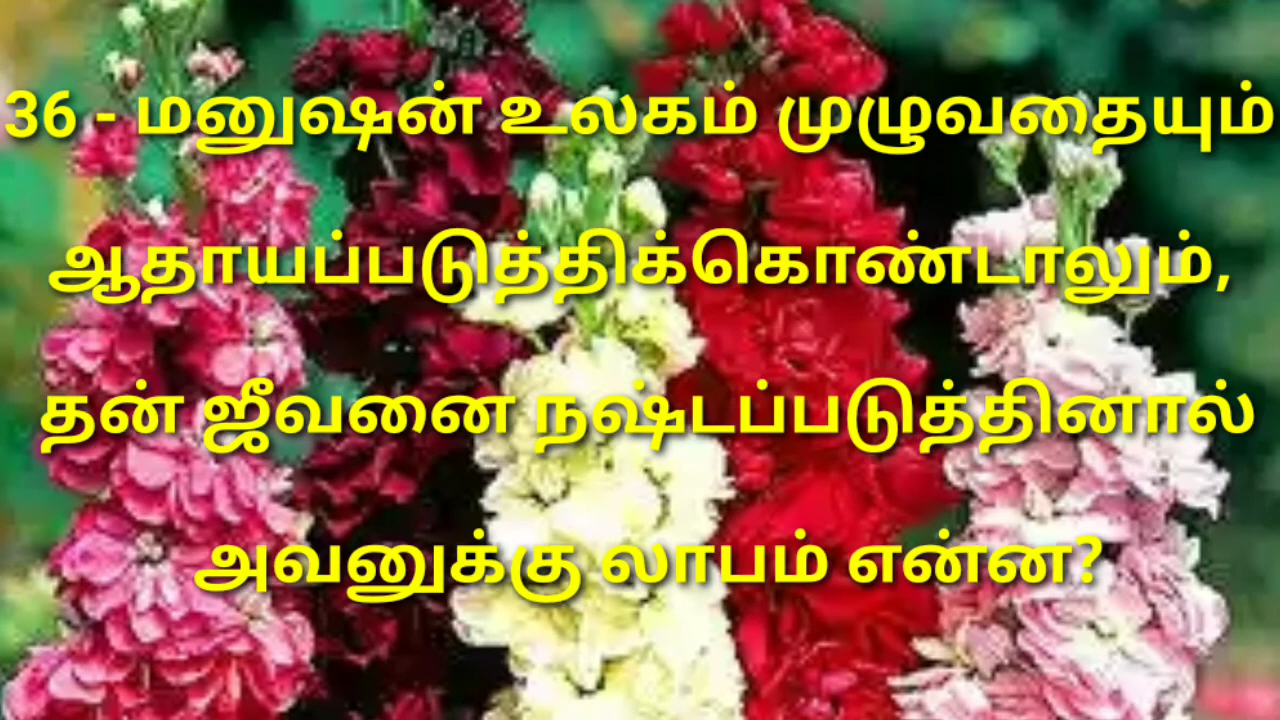 36 - மனுஷன் உலகம் முழுவதையும்
ஆதாயப்படுத்திக்கொண்டாலும்,
தன் ஜீவனை நஷ்டப்படுத்தினால்
அவனுக்கு லாபம் என்ன?